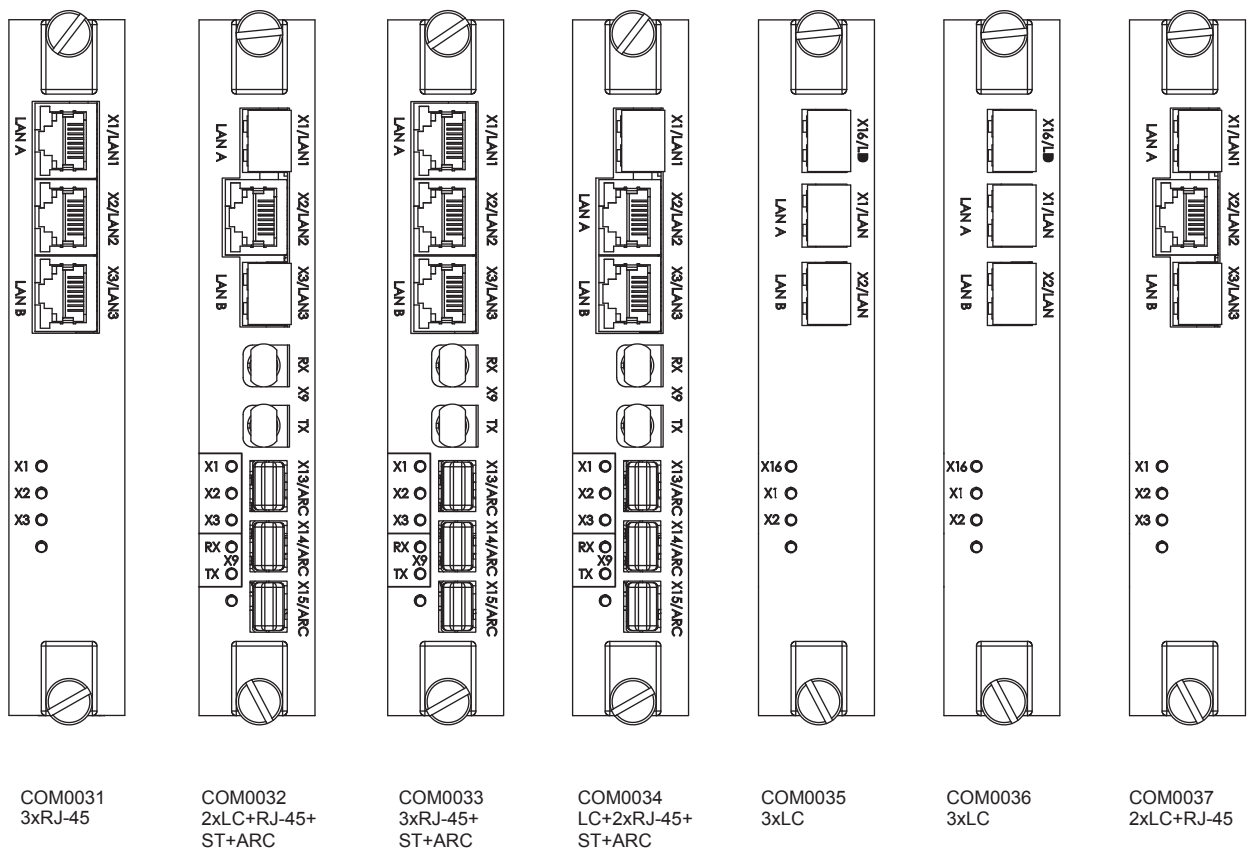 X1/LAN1
LAN A
X2/LAN2
X3/LAN3
LAN B
X1
X2
X3
X1/LAN1
LAN A
X2/LAN2
X3/LAN3
LAN B
RX
X9
TX
X13/ARC
X14/ARC
X15/ARC
X1
X2
X3
RX
X9
TX
X1/LAN1
LAN A
X2/LAN2
X3/LAN3
LAN B
RX
X9
TX
X13/ARC
X14/ARC
X15/ARC
X1
X2
X3
RX
X9
TX
X1/LAN1
X2/LAN2
LAN A
X3/LAN3
LAN B
RX
X9
TX
X13/ARC
X14/ARC
X15/ARC
X1
X2
X3
RX
X9
TX
X16/LD
X1/LAN
LAN A
X2/LAN
LAN B
X16
X1
X2
X16/LD
X1/LAN
LAN A
X2/LAN
LAN B
X16
X1
X2
X1/LAN1
LAN A
X2/LAN2
X3/LAN3
LAN B
X1
X2
X3
COM0031
3xRJ-45
COM0032
2xLC+RJ-45+
ST+ARC
COM0033
3xRJ-45+
ST+ARC
COM0034
LC+2xRJ-45+
ST+ARC
COM0035
3xLC
COM0036
3xLC
COM0037
2xLC+RJ-45